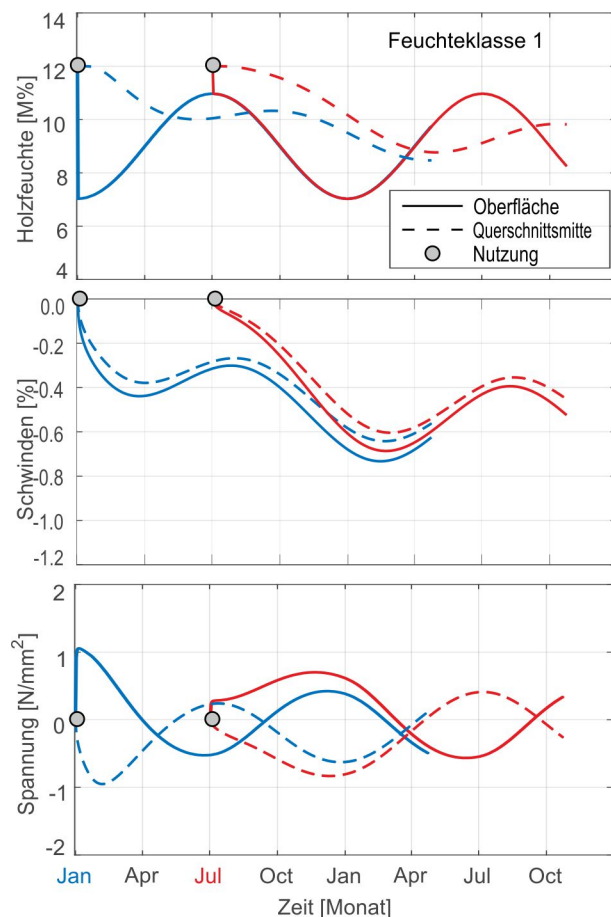 Feuchteklasse 1
Holzfeuchte [M%]
14
12
10
8
6
4
Oberfläche
Querschnittsmitte
Nutzung
Schwinden [%]
0.0
-0.2
-0.4
-0.6
-0.8
-1.0
-1.2
Spannung [N/mm²]
2
1
0
-1
-2
Jan Apr Jul Oct Jan Apr Jul Oct
Zeit [Monat]